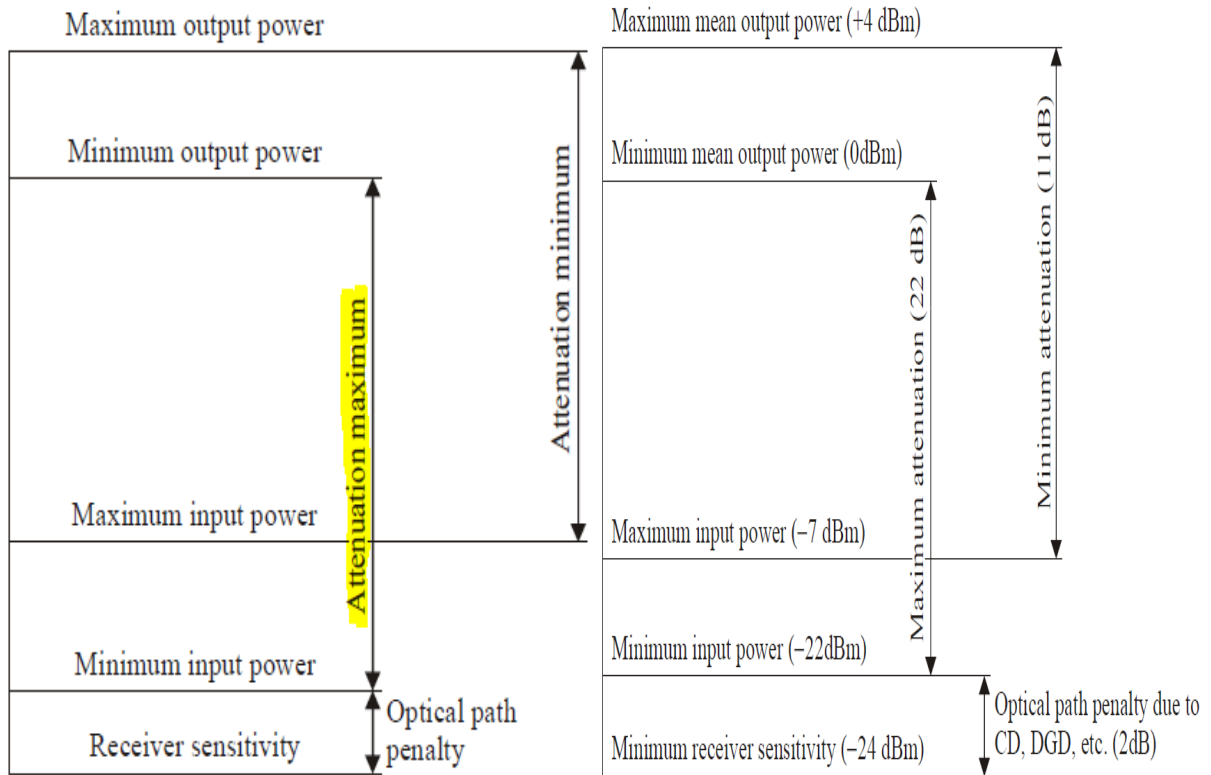 Maximum output power
Minimum output power
Attenuation minimum
Attenuation maximum
Maximum input power
Minimum input power
Optical path
penalty
Receiver sensitivity
Maximum mean output power (+4 dBm)
Minimum mean output power (0dBm)
Minimum attenuation (11dB)
Maximum attenuation (22 dB)
Maximum input power (−7 dBm)
Minimum input power (−22dBm)
Optical path penalty due to
CD, DGD, etc. (2dB)
Minimum receiver sensitivity (−24 dBm)